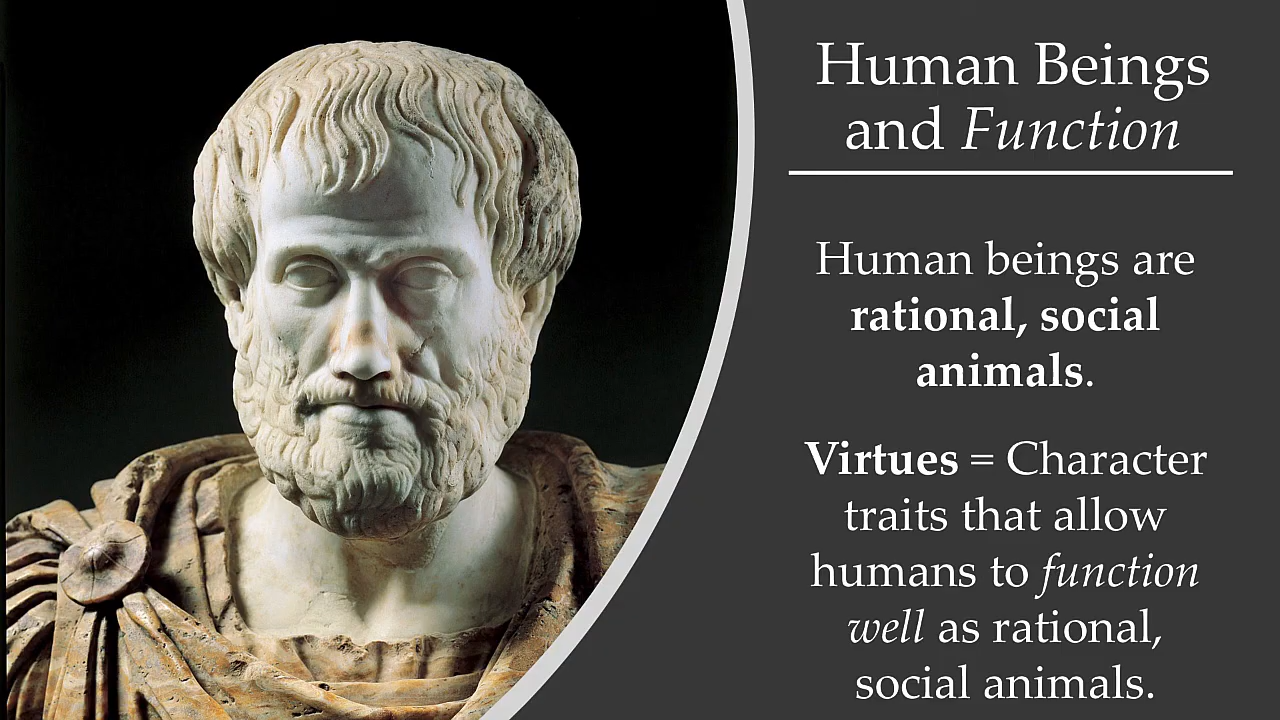 Human Beings
and Function
Human beings are
rational, social
animals.
Virtues = Character
traits that allow
humans to function
well as rational,
social animals.